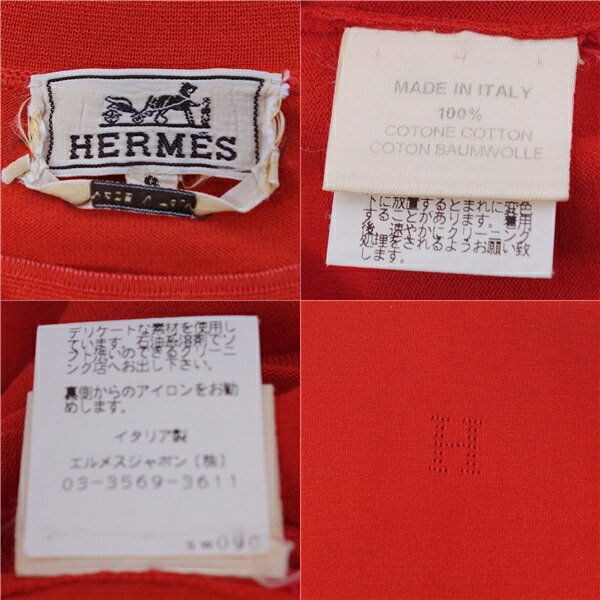 HERMES
MADE IN ITALY
100%
COTONE COTTON
COTON BAUMWOLLE
トに放置するとまれに変色
することがあります。着用
後、速やかにクリーニング
処理をされるようお願い致
します。
デリケートな素材を使用し
ています。石油系溶剤でソ
フト洗いのできるクリーニ
ング店へお出し下さい。
裏側からのアイロンをお勧
めします。
イタリア製
エルメスジャポン(株)
03-3569-3611
H